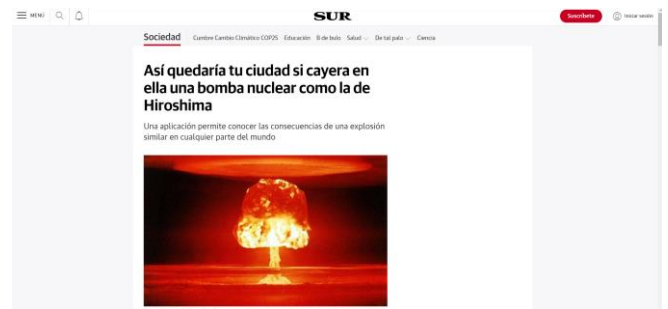 MENÚ
SUR
Suscríbete
Iniciar sesión
Sociedad Cumbre Cambio Climático COP25 Educación 8 de bolo Salud De tal palo Ciencia
Así quedaría tu ciudad si cayera en
ella una bomba nuclear como la de
Hiroshima
Una aplicación permite conocer las consecuencias de una explosión
similar en cualquier parte del mundo